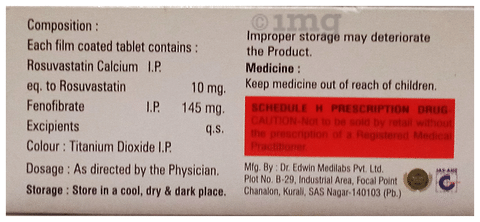 1mg
Composition :
Each film coated tablet contains :
Rosuvastatin Calcium I.P.
eq. to Rosuvastatin 10 mg.
Fenofibrate I.P. 145 mg.
Excipients q.s.
Colour : Titanium Dioxide I.P.
Dosage : As directed by the Physician.
Storage : Store in a cool, dry & dark place.
Improper storage may deteriorate
the Product.
Medicine :
Keep medicine out of reach of children.
SCHEDULE H PRESCRIPTION DRUG-
CAUTION-Not to be sold by retail without
the prescription of a Registered Medical
Practitioner.
Mfg. By : Dr. Edwin Medilabs Pvt. Ltd.
Plot No. B-29, Industrial Area, Focal Point
Chanalon, Kurali, SAS Nagar-140103 (Pb.)